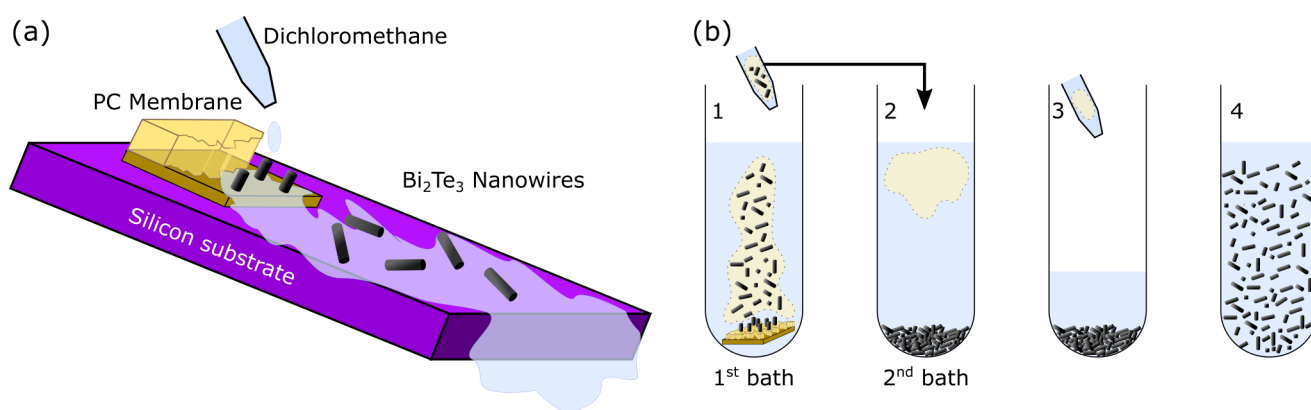 (a)
Dichloromethane
PC Membrane
Bi₂Te₃ Nanowires
Silicon substrate
(b)
1
2
3
4
1ˢᵗ bath
2ⁿᵈ bath